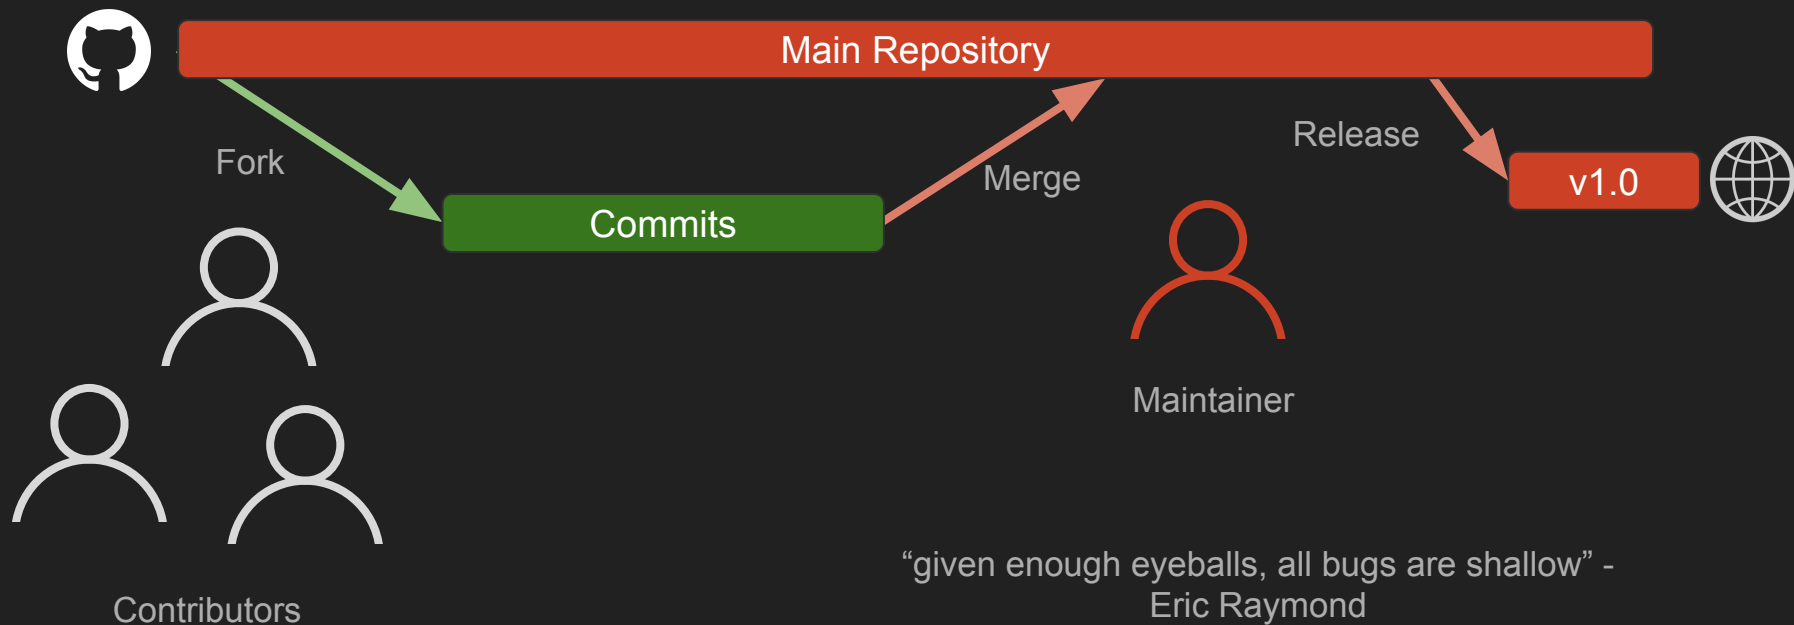 Main Repository
Fork
Commits
Merge
Release
v1.0
Maintainer
Contributors
“given enough eyeballs, all bugs are shallow” -
Eric Raymond